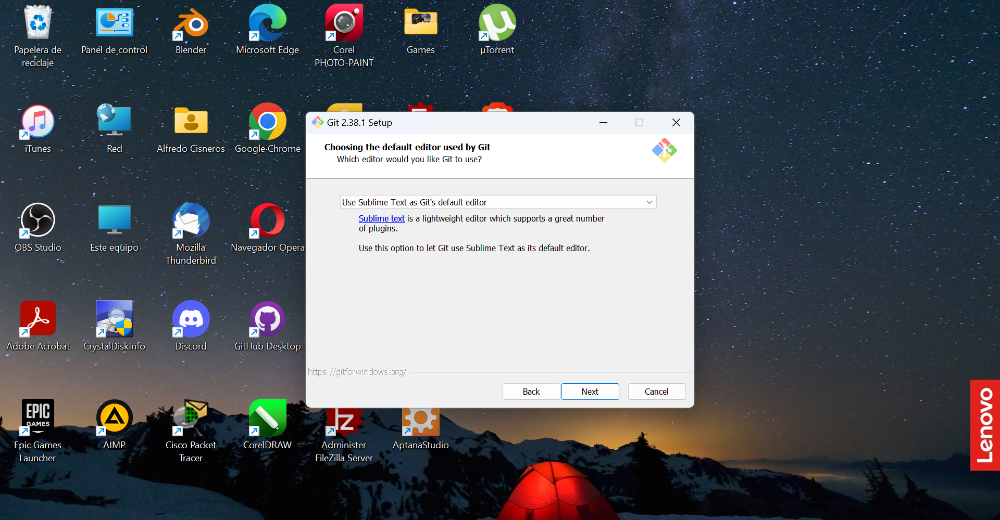 Papelera de
reciclaje
Panel de control
Blender
Microsoft Edge
Corel
PHOTO-PAINT
Games
µTorrent
iTunes
Red
Alfredo Cisneros
Google Chrome
OBS Studio
Este equipo
Mozilla
Thunderbird
Navegador Opera
Adobe Acrobat
CrystalDiskInfo
Discord
GitHub Desktop
EPIC
GAMES
Epic Games
Launcher
AIMP
Cisco Packet
Tracer
CorelDRAW
FZ
Administer
FileZilla Server
AptanaStudio
Git 2.38.1 Setup
Choosing the default editor used by Git
Which editor would you like Git to use?
Use Sublime Text as Git's default editor
Sublime text is a lightweight editor which supports a great number
of plugins.
Use this option to let Git use Sublime Text as its default editor.
https://gitforwindows.org/
Back
Next
Cancel
Lenovo